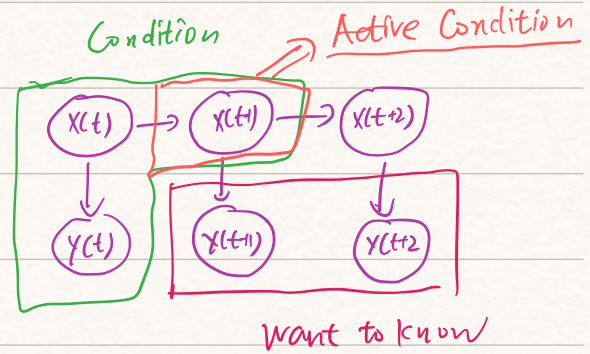 Condition
Active Condition
X(t)
X(t+1)
X(t+2)
Y(t)
Y(t+1)
Y(t+2
Want to know